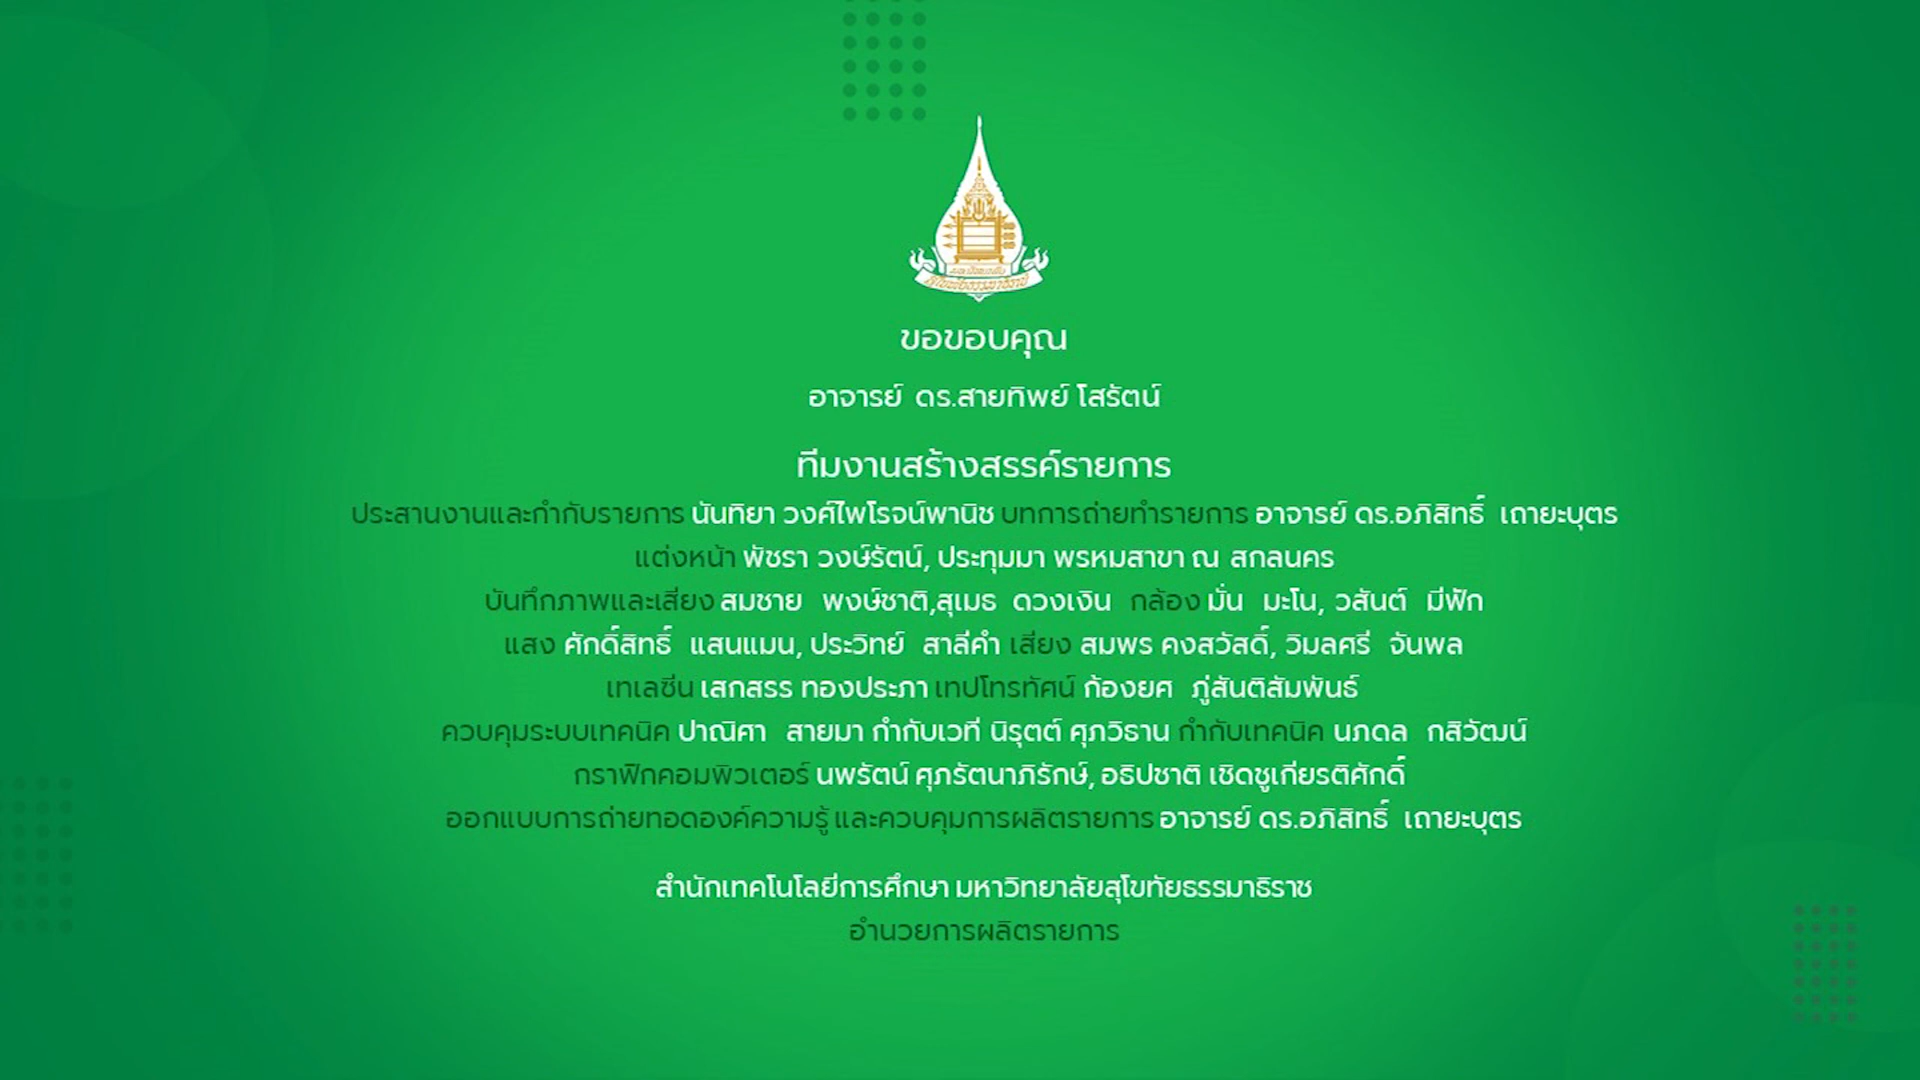 ขอขอบคุณ
อาจารย์ ดร.สายทิพย์ โสรัตน์
ทีมงานสร้างสรรค์รายการ
ประสานงานและกำกับรายการ นันทิยา วงศ์ไพโรจน์พานิช บทการถ่ายทำรายการ อาจารย์ ดร.อภิสิทธิ์ เถายะบุตร
แต่งหน้า พัชรา วงษ์รัตน์, ประทุมมา พรหมสาขา ณ สกลนคร
บันทึกภาพและเสียง สมชาย พงษ์ชาติ,สุเมธ ดวงเงิน กล้อง มั่น มะโน, วสันต์ มีฟัก
แสง ศักดิ์สิทธิ์ แสนแมน, ประวิทย์ สาลีคำ เสียง สมพร คงสวัสดิ์, วิมลศรี จันพล
เทเลซีน เสกสรร ทองประภา เทปโทรทัศน์ ก้องยศ ภู่สันติสัมพันธ์
ควบคุมระบบเทคนิค ปาณิศา สายมา กำกับเวที นิรุตต์ ศุภวิธาน กำกับเทคนิค นภดล กสิวัฒน์
กราฟิกคอมพิวเตอร์ นพรัตน์ ศุภรัตนาภิรักษ์, อธิปชาติ เชิดชูเกียรติศักดิ์
ออกแบบการถ่ายทอดองค์ความรู้ และควบคุมการผลิตรายการ อาจารย์ ดร.อภิสิทธิ์ เถายะบุตร
สำนักเทคโนโลยีการศึกษา มหาวิทยาลัยสุโขทัยธรรมาธิราช
อำนวยการผลิตรายการ